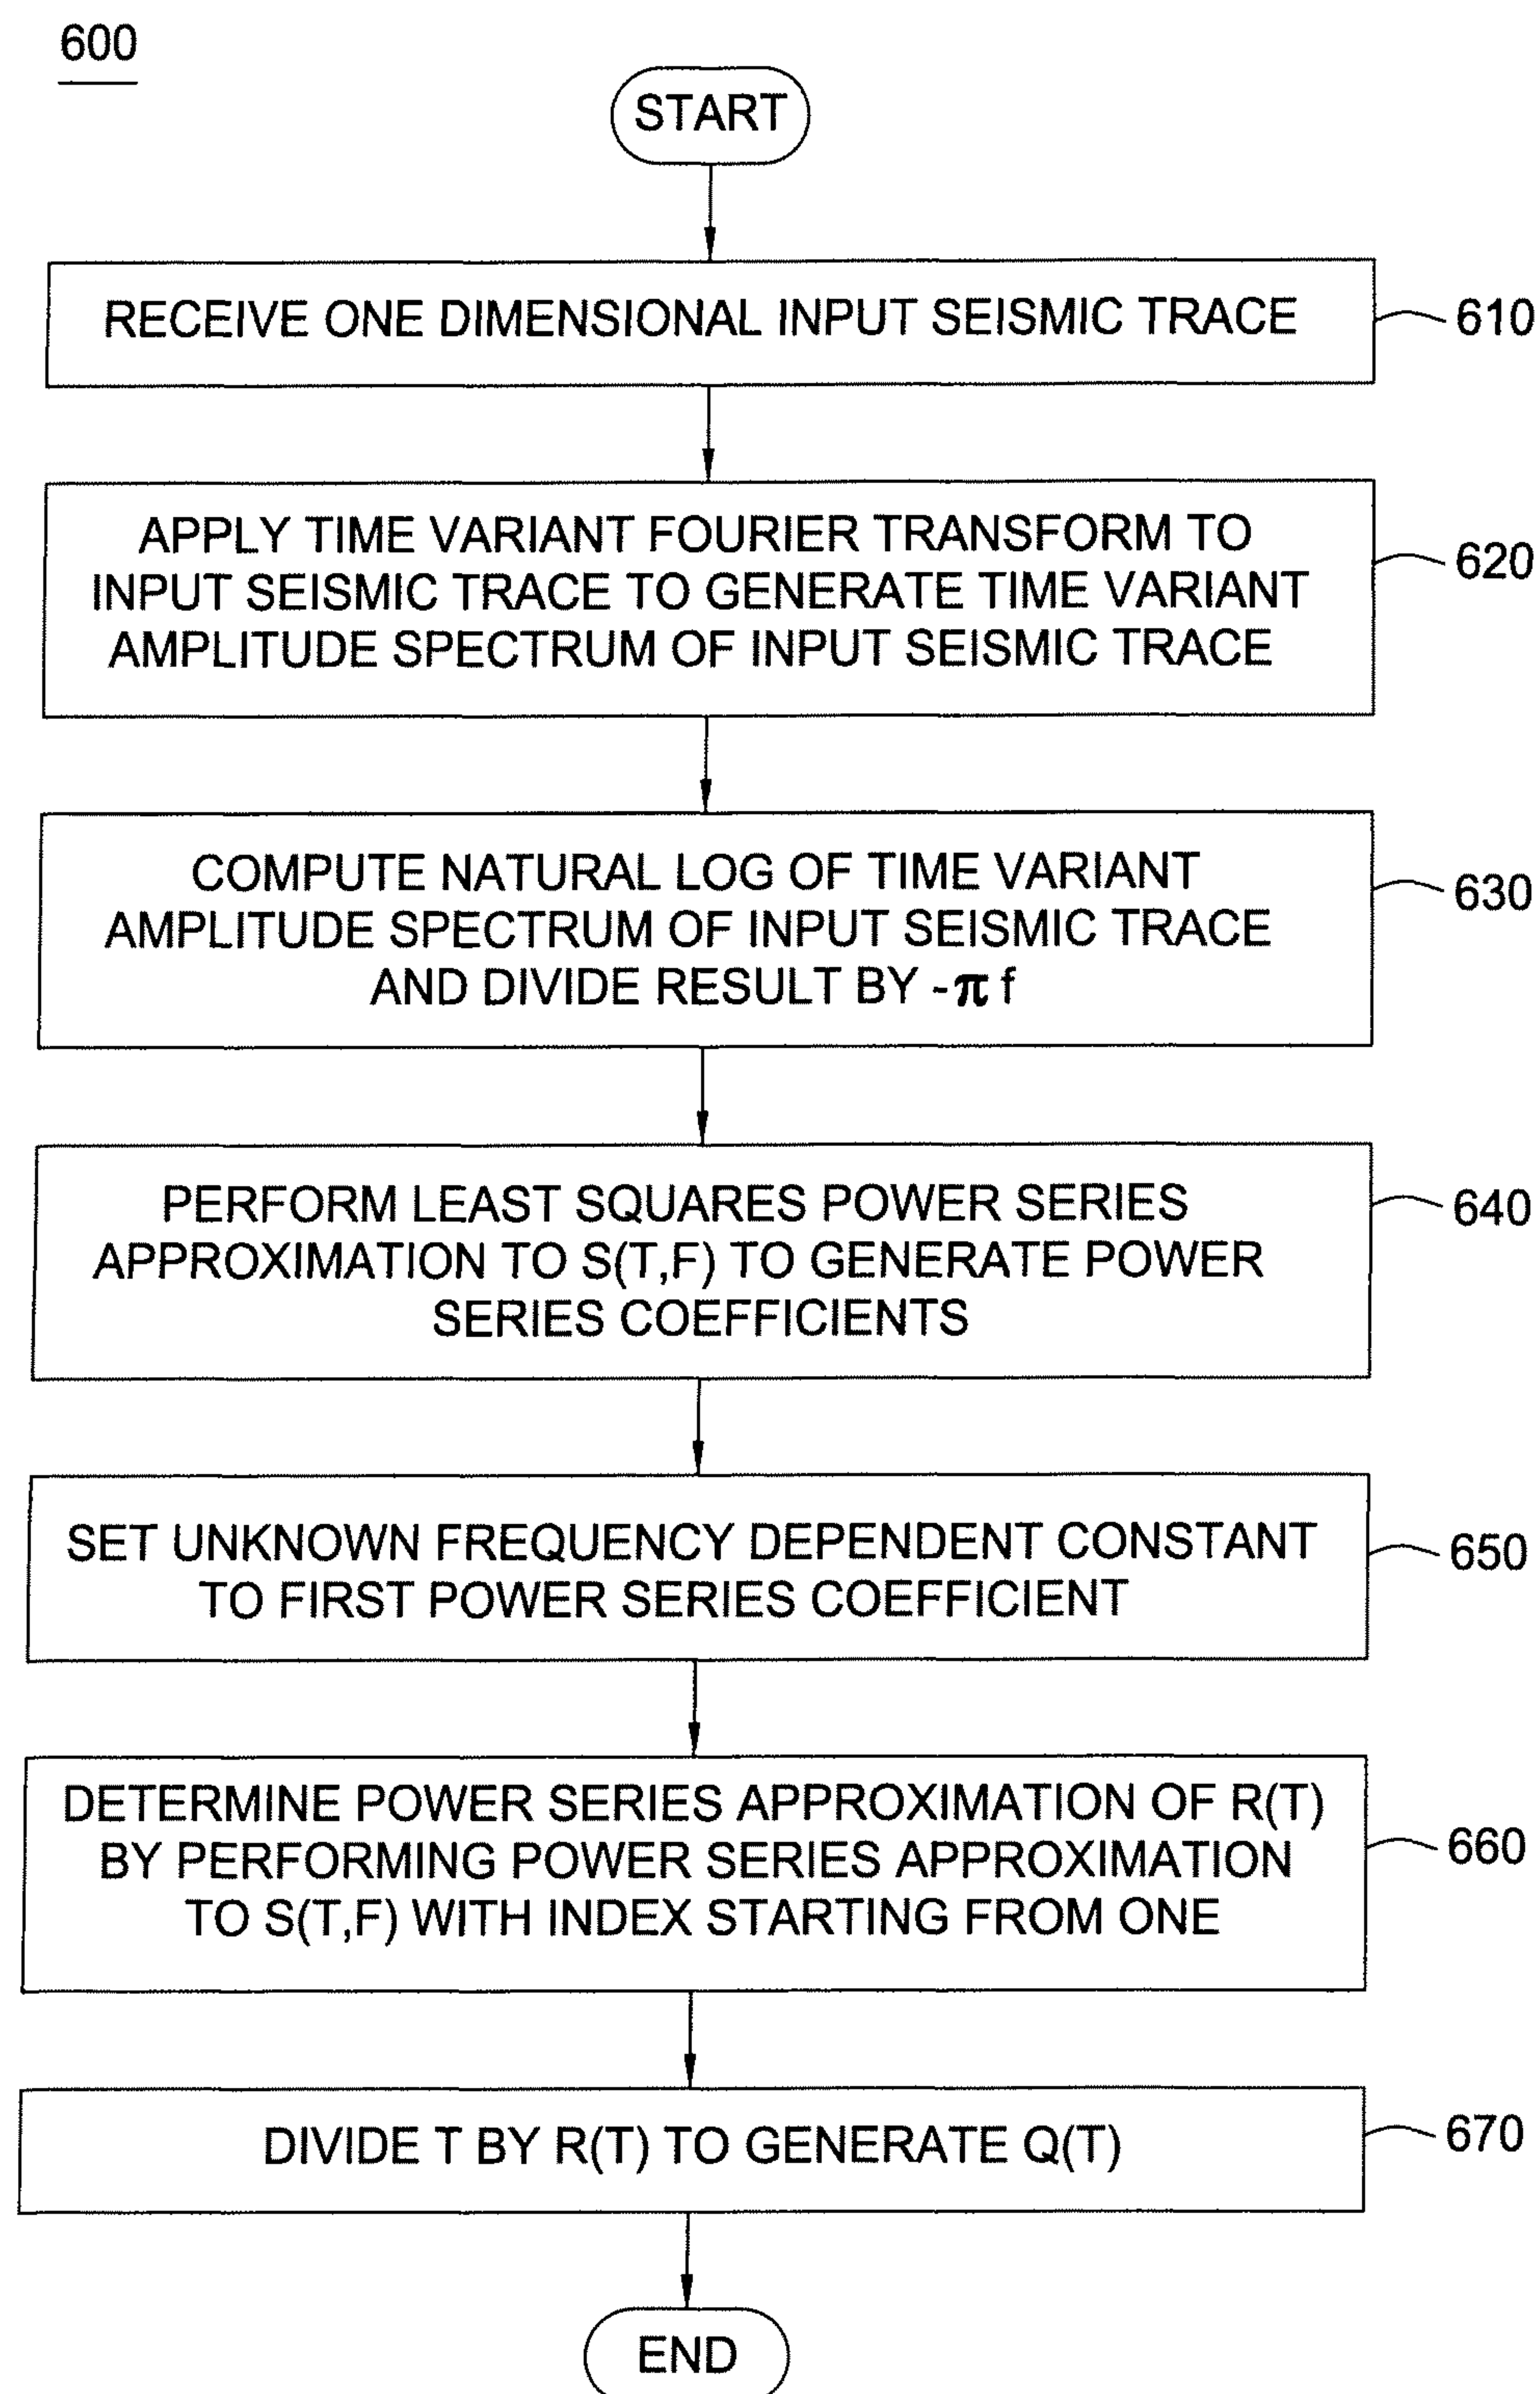 600
START
RECEIVE ONE DIMENSIONAL INPUT SEISMIC TRACE
610
APPLY TIME VARIANT FOURIER TRANSFORM TO
INPUT SEISMIC TRACE TO GENERATE TIME VARIANT
AMPLITUDE SPECTRUM OF INPUT SEISMIC TRACE
620
COMPUTE NATURAL LOG OF TIME VARIANT
AMPLITUDE SPECTRUM OF INPUT SEISMIC TRACE
AND DIVIDE RESULT BY -π f
630
PERFORM LEAST SQUARES POWER SERIES
APPROXIMATION TO S(T,F) TO GENERATE POWER
SERIES COEFFICIENTS
640
SET UNKNOWN FREQUENCY DEPENDENT CONSTANT
TO FIRST POWER SERIES COEFFICIENT
650
DETERMINE POWER SERIES APPROXIMATION OF R(T)
BY PERFORMING POWER SERIES APPROXIMATION
TO S(T,F) WITH INDEX STARTING FROM ONE
660
DIVIDE T BY R(T) TO GENERATE Q(T)
670
END